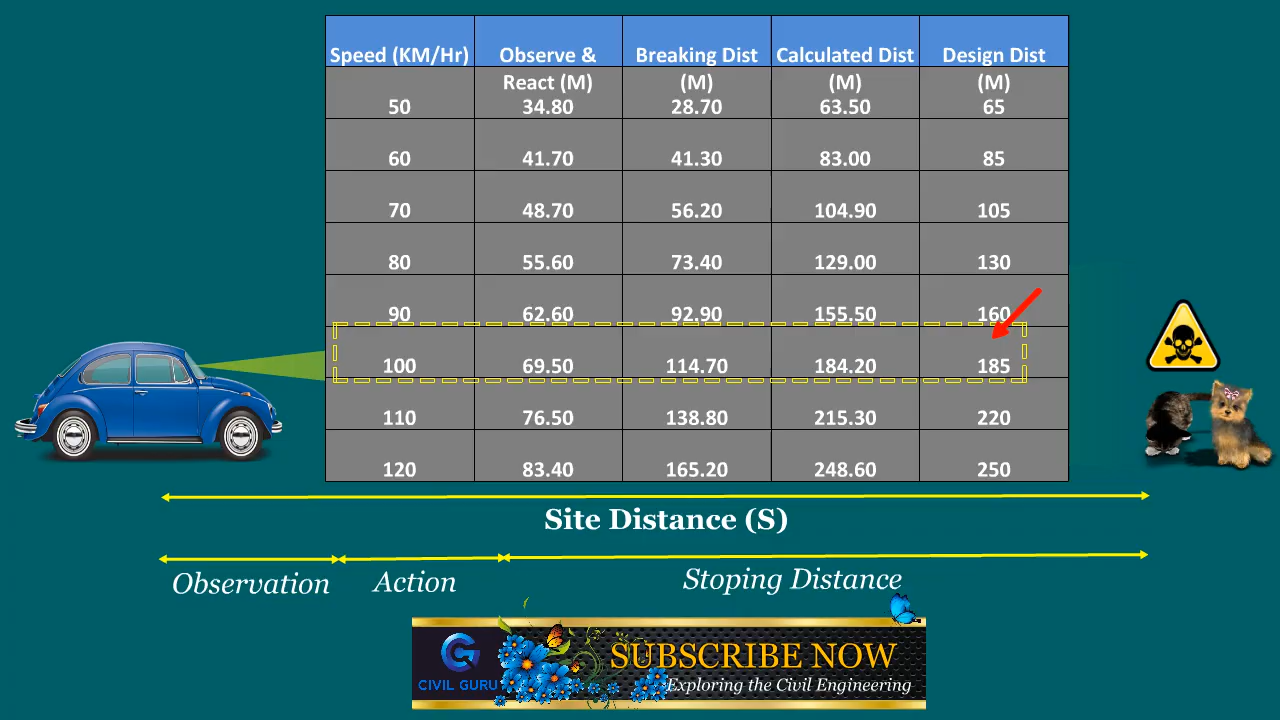 Speed (KM/Hr) Observe & Breaking Dist Calculated Dist Design Dist
React (M) (M) (M) (M)
50 34.80 28.70 63.50 65
60 41.70 41.30 83.00 85
70 48.70 56.20 104.90 105
80 55.60 73.40 129.00 130
90 62.60 92.90 155.50 160
100 69.50 114.70 184.20 185
110 76.50 138.80 215.30 220
120 83.40 165.20 248.60 250
Site Distance (S)
Observation Action Stoping Distance
SUBSCRIBE NOW
CIVIL GURU Exploring the Civil Engineering